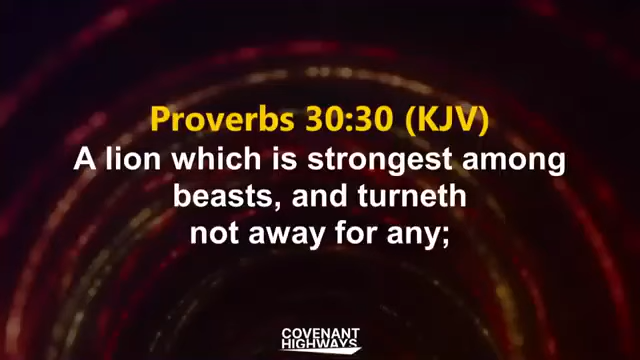 Proverbs 30:30 (KJV)
A lion which is strongest among
beasts, and turneth
not away for any;
COVENANT
HIGHWAYS